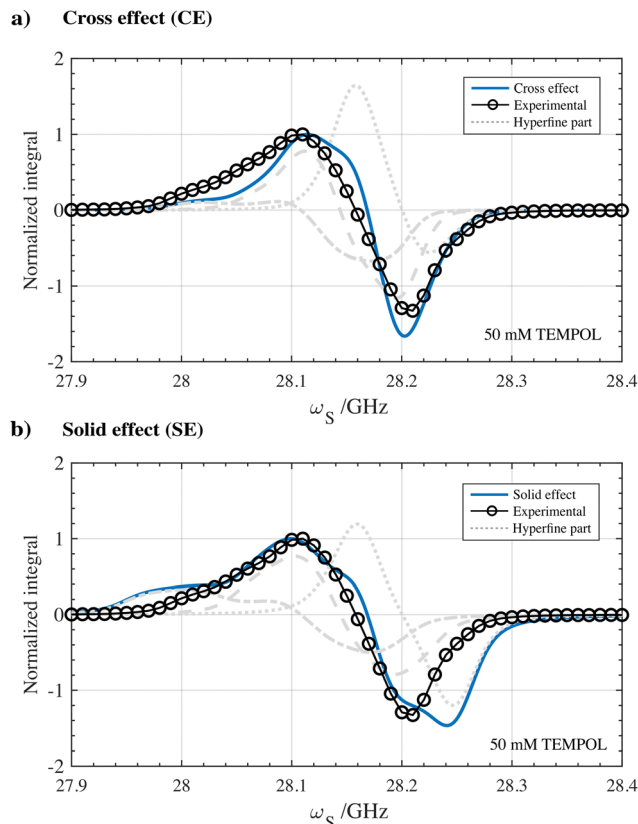 a) Cross effect (CE)
2
1
0
-1
-2
Normalized integral
Cross effect
Experimental
Hyperfine part
50 mM TEMPOL
27.9 28 28.1 28.2 28.3 28.4
ω_S /GHz
b) Solid effect (SE)
2
1
0
-1
-2
Normalized integral
Solid effect
Experimental
Hyperfine part
50 mM TEMPOL
27.9 28 28.1 28.2 28.3 28.4
ω_S /GHz